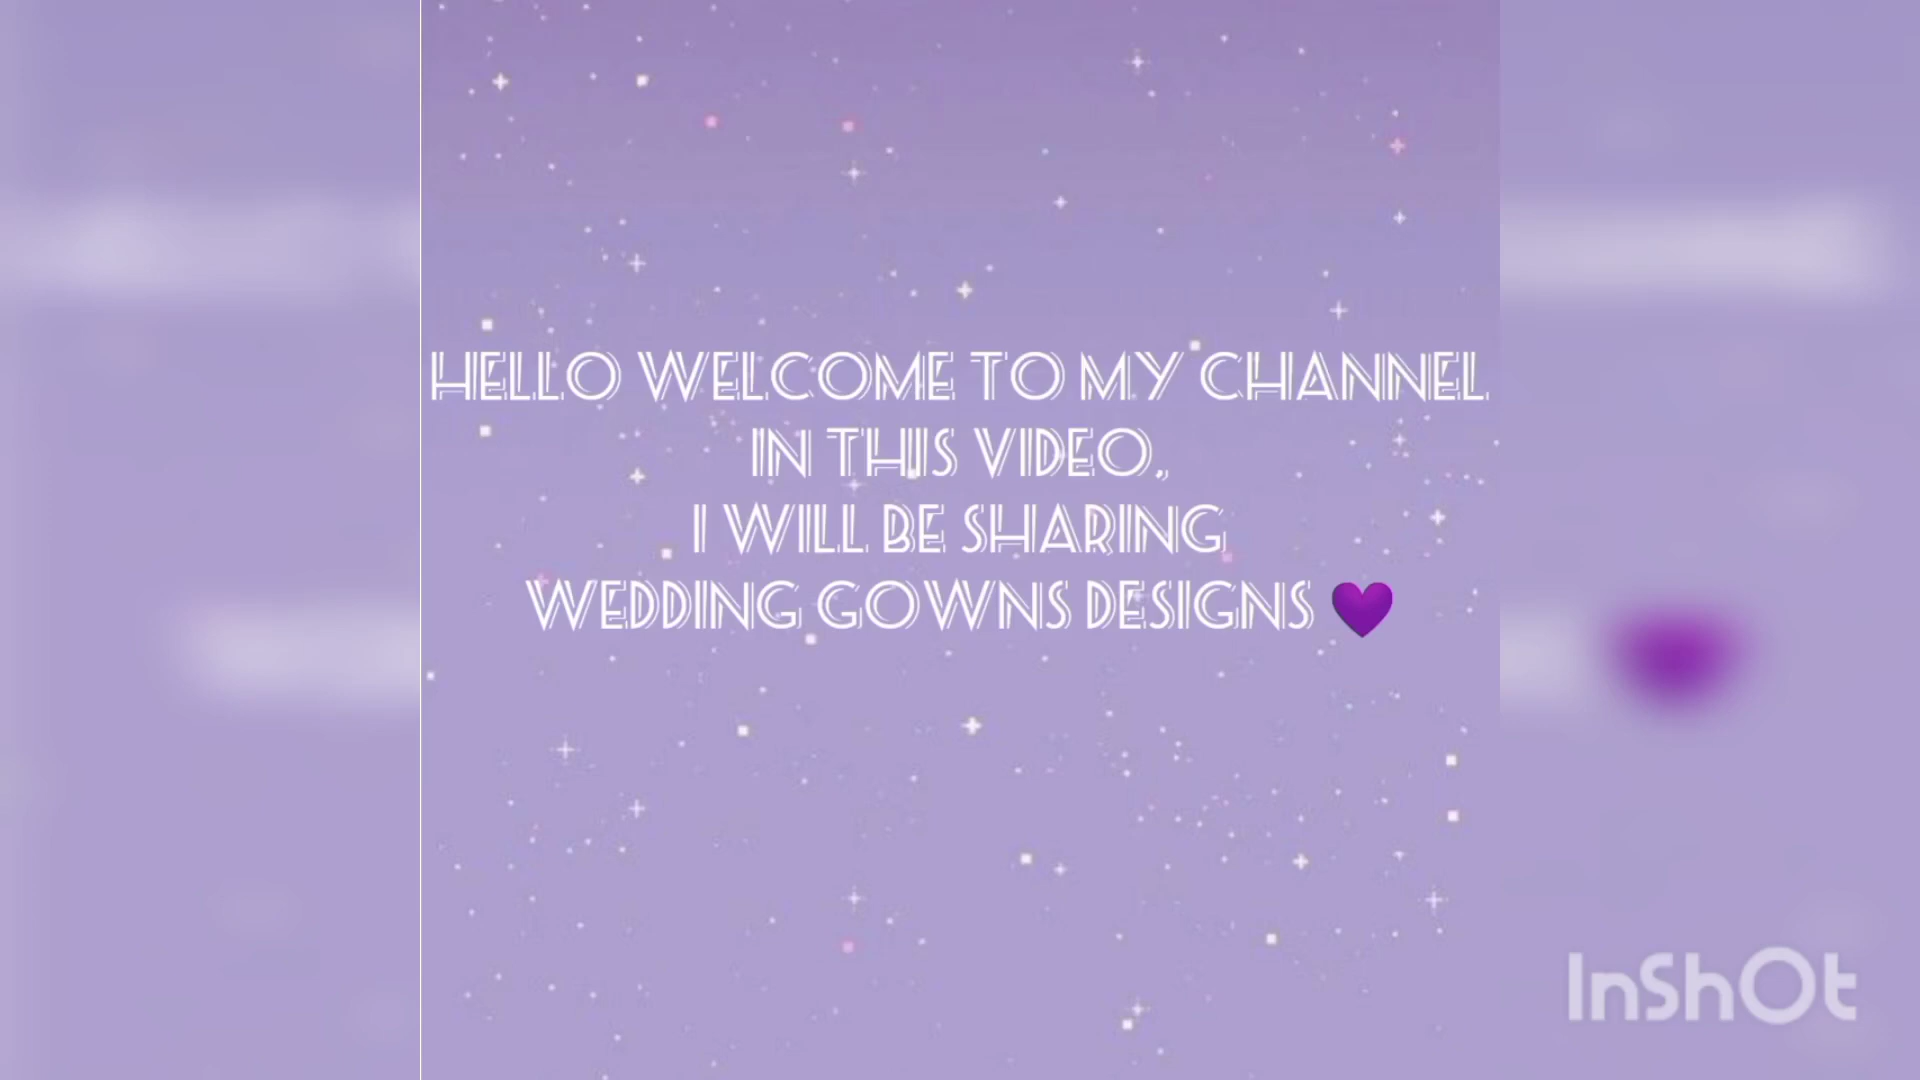 HELLO WELCOME TO MY CHANNEL
IN THIS VIDEO,
I WILL BE SHARING
WEDDING GOWNS DESIGNS 💜
InShOt